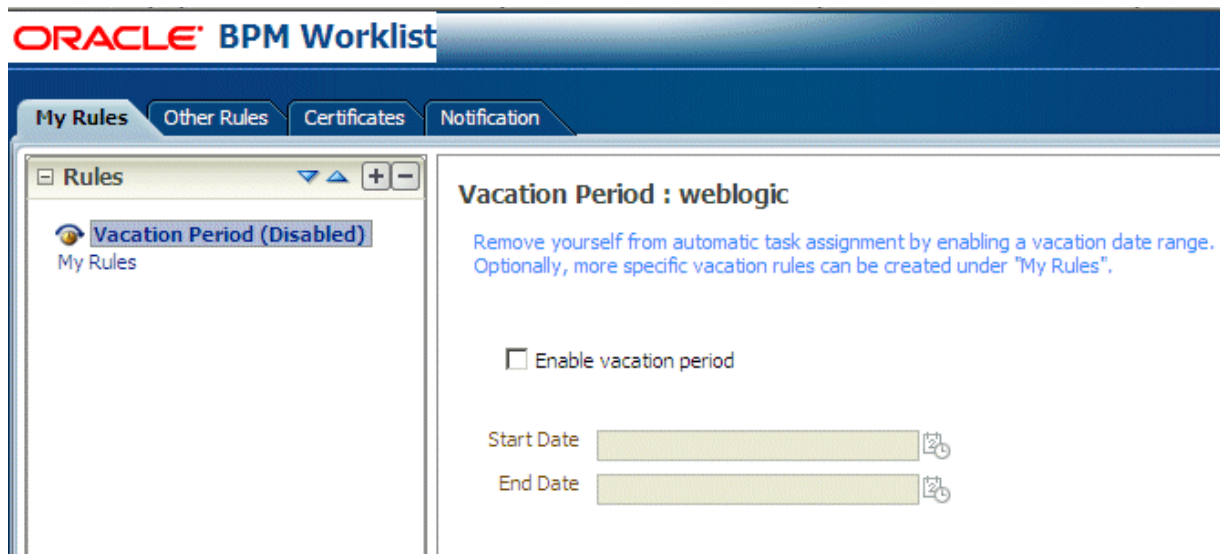 ORACLE BPM Worklist
My Rules Other Rules Certificates Notification
Rules
Vacation Period (Disabled)
My Rules
Vacation Period : weblogic
Remove yourself from automatic task assignment by enabling a vacation date range.
Optionally, more specific vacation rules can be created under "My Rules".
Enable vacation period
Start Date
End Date